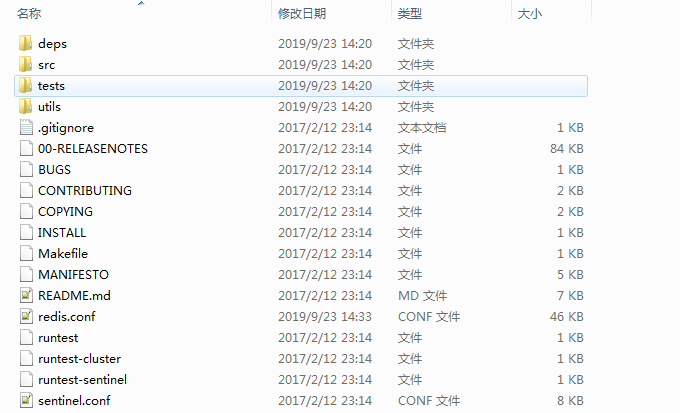 名称 修改日期 类型 大小
deps 2019/9/23 14:20 文件夹
src 2019/9/23 14:20 文件夹
tests 2019/9/23 14:20 文件夹
utils 2019/9/23 14:20 文件夹
.gitignore 2017/2/12 23:14 文本文档 1 KB
00-RELEASENOTES 2017/2/12 23:14 文件 84 KB
BUGS 2017/2/12 23:14 文件 1 KB
CONTRIBUTING 2017/2/12 23:14 文件 2 KB
COPYING 2017/2/12 23:14 文件 2 KB
INSTALL 2017/2/12 23:14 文件 1 KB
Makefile 2017/2/12 23:14 文件 1 KB
MANIFESTO 2017/2/12 23:14 文件 5 KB
README.md 2017/2/12 23:14 MD 文件 7 KB
redis.conf 2019/9/23 14:33 CONF 文件 46 KB
runtest 2017/2/12 23:14 文件 1 KB
runtest-cluster 2017/2/12 23:14 文件 1 KB
runtest-sentinel 2017/2/12 23:14 文件 1 KB
sentinel.conf 2017/2/12 23:14 CONF 文件 8 KB